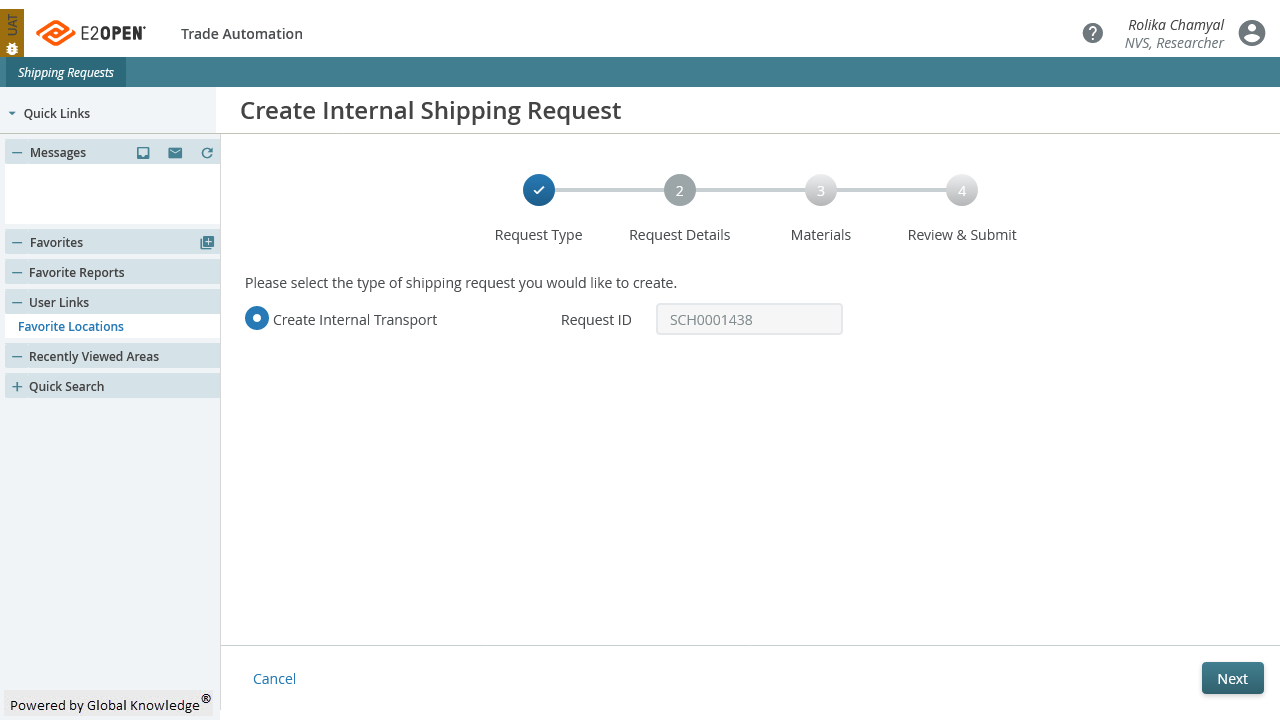 UAT
E2OPEN
Trade Automation
Rolika Chamyal
NVS, Researcher
Shipping Requests
Quick Links
Create Internal Shipping Request
Messages
Favorites
Favorite Reports
User Links
Favorite Locations
Recently Viewed Areas
Quick Search
2 3 4
Request Type Request Details Materials Review & Submit
Please select the type of shipping request you would like to create.
Create Internal Transport Request ID SCH0001438
Cancel Next
Powered by Global Knowledge®